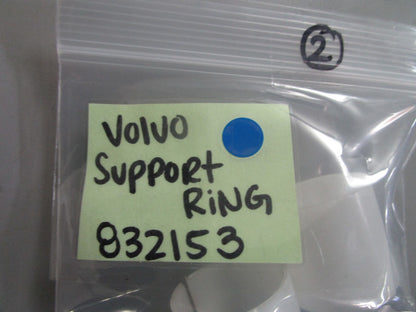 ②
Volvo
Support
RiNG
832153